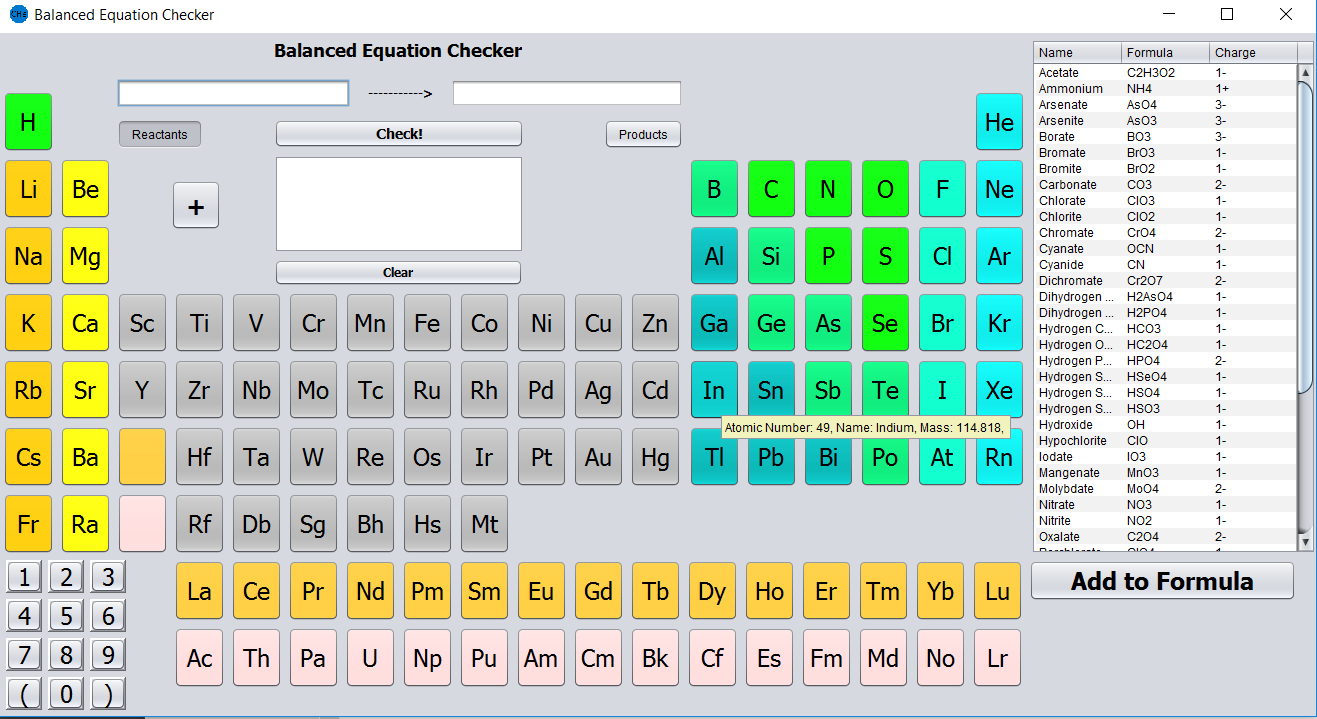 CHe Balanced Equation Checker
Balanced Equation Checker
----------->
Reactants Check! Products
+
Clear
H He
Li Be B C N O F Ne
Na Mg Al Si P S Cl Ar
K Ca Sc Ti V Cr Mn Fe Co Ni Cu Zn Ga Ge As Se Br Kr
Rb Sr Y Zr Nb Mo Tc Ru Rh Pd Ag Cd In Sn Sb Te I Xe
Atomic Number: 49, Name: Indium, Mass: 114.818,
Cs Ba Hf Ta W Re Os Ir Pt Au Hg Tl Pb Bi Po At Rn
Fr Ra Rf Db Sg Bh Hs Mt
La Ce Pr Nd Pm Sm Eu Gd Tb Dy Ho Er Tm Yb Lu
Ac Th Pa U Np Pu Am Cm Bk Cf Es Fm Md No Lr
1 2 3
4 5 6
7 8 9
( 0 )
Name Formula Charge
Acetate C2H3O2 1-
Ammonium NH4 1+
Arsenate AsO4 3-
Arsenite AsO3 3-
Borate BO3 3-
Bromate BrO3 1-
Bromite BrO2 1-
Carbonate CO3 2-
Chlorate ClO3 1-
Chlorite ClO2 1-
Chromate CrO4 2-
Cyanate OCN 1-
Cyanide CN 1-
Dichromate Cr2O7 2-
Dihydrogen ... H2AsO4 1-
Dihydrogen ... H2PO4 1-
Hydrogen C... HCO3 1-
Hydrogen O... HC2O4 1-
Hydrogen P... HPO4 2-
Hydrogen S... HSeO4 1-
Hydrogen S... HSO4 1-
Hydrogen S... HSO3 1-
Hydroxide OH 1-
Hypochlorite ClO 1-
Iodate IO3 1-
Mangenate MnO3 1-
Molybdate MoO4 2-
Nitrate NO3 1-
Nitrite NO2 1-
Oxalate C2O4 2-
Add to Formula